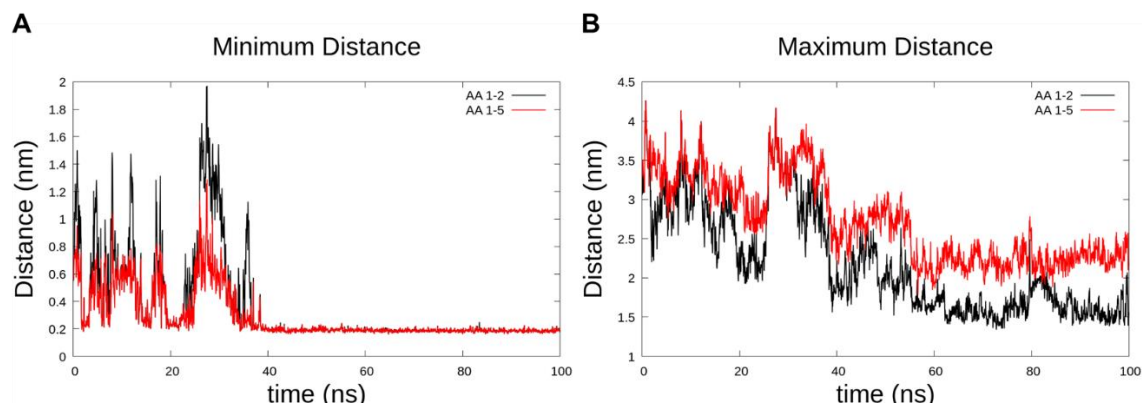 A
Minimum Distance
AA 1-2
AA 1-5
2
1.8
1.6
1.4
1.2
1
0.8
0.6
0.4
0.2
0
Distance (nm)
0 20 40 60 80 100
time (ns)
B
Maximum Distance
AA 1-2
AA 1-5
4.5
4
3.5
3
2.5
2
1.5
1
Distance (nm)
0 20 40 60 80 100
time (ns)